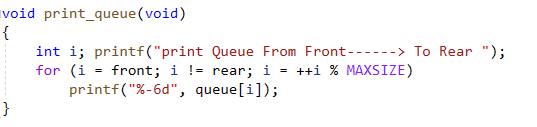 void print_queue(void)
{
    int i; printf("print Queue From Front------> To Rear ");
    for (i = front; i != rear; i = ++i % MAXSIZE)
        printf("%-6d", queue[i]);
}